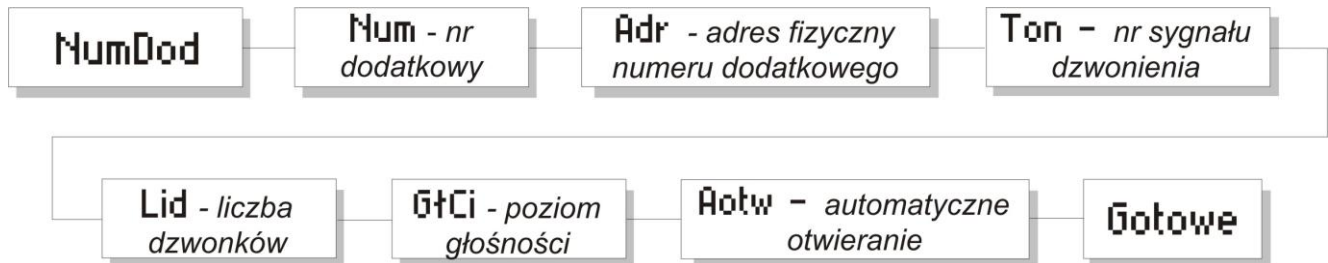 NumDod
Num - nr
dodatkowy
Adr - adres fizyczny
numeru dodatkowego
Ton - nr sygnału
dzwonienia
Lid - liczba
dzwonków
GłCi - poziom
głośności
Aotw - automatyczne
otwieranie
Gotowe